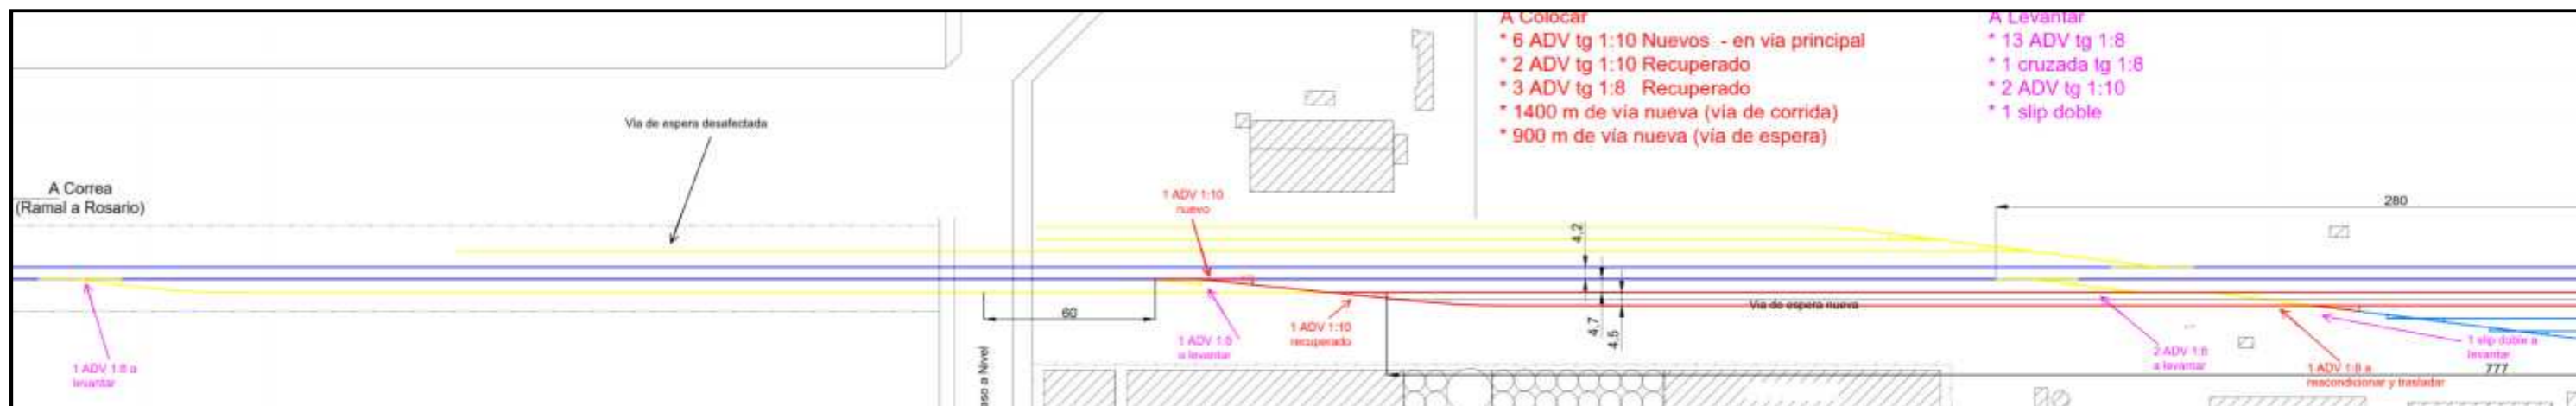 A Colocar
* 6 ADV tg 1:10 Nuevos - en via principal
* 2 ADV tg 1:10 Recuperado
* 3 ADV tg 1:8 Recuperado
* 1400 m de vía nueva (vía de corrida)
* 900 m de vía nueva (vía de espera)
A Levantar
* 13 ADV tg 1:8
* 1 cruzada tg 1:8
* 2 ADV tg 1:10
* 1 slip doble
Via de espera desafectada
A Correa
(Ramal a Rosario)
1 ADV 1:10
nuevo
280
4,2
60
Via de espera nueva
4,7
4,5
1 ADV 1:10
recuperado
1 ADV 1:8
a levantar
1 ADV 1:8 a
levantar
2 ADV 1:8
a levantar
1 slip doble a
levantar
1 ADV 1:8 a
reacondicionar y trasladar
777
aso a Nivel